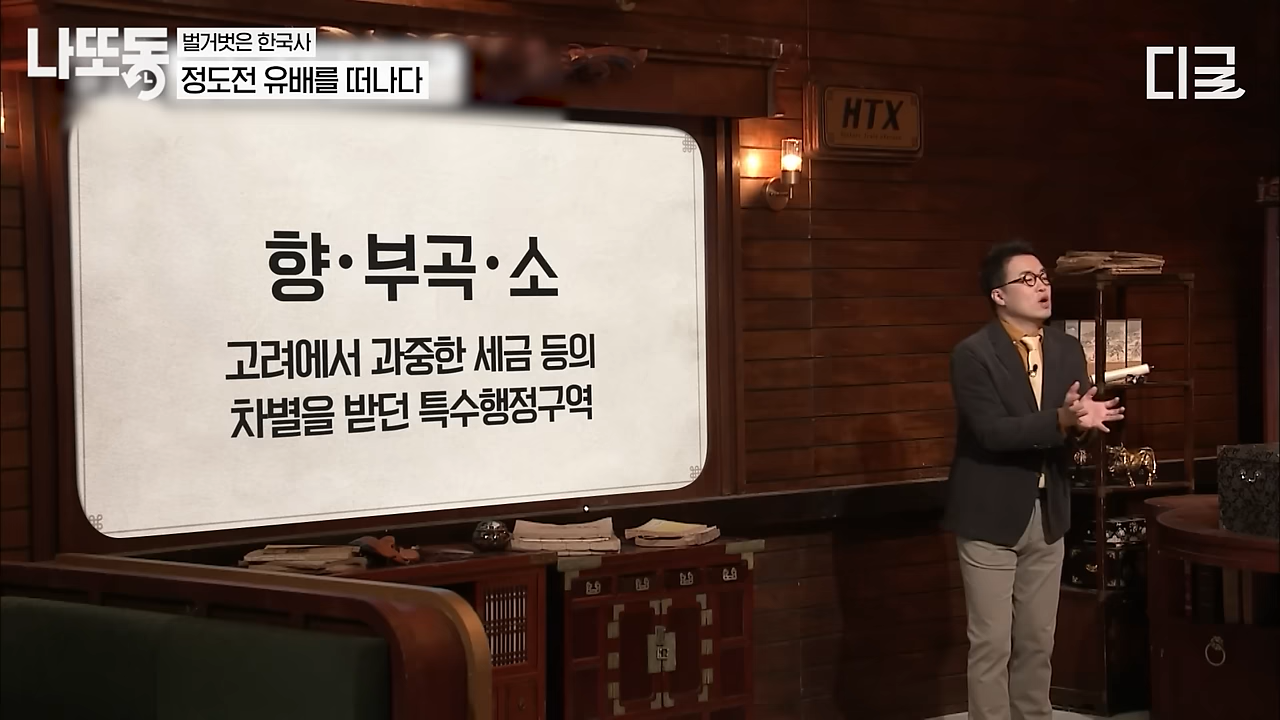 나또동
벌거벗은 한국사
정도전 유배를 떠나다
디글
HTX
향·부곡·소
고려에서 과중한 세금 등의
차별을 받던 특수행정구역